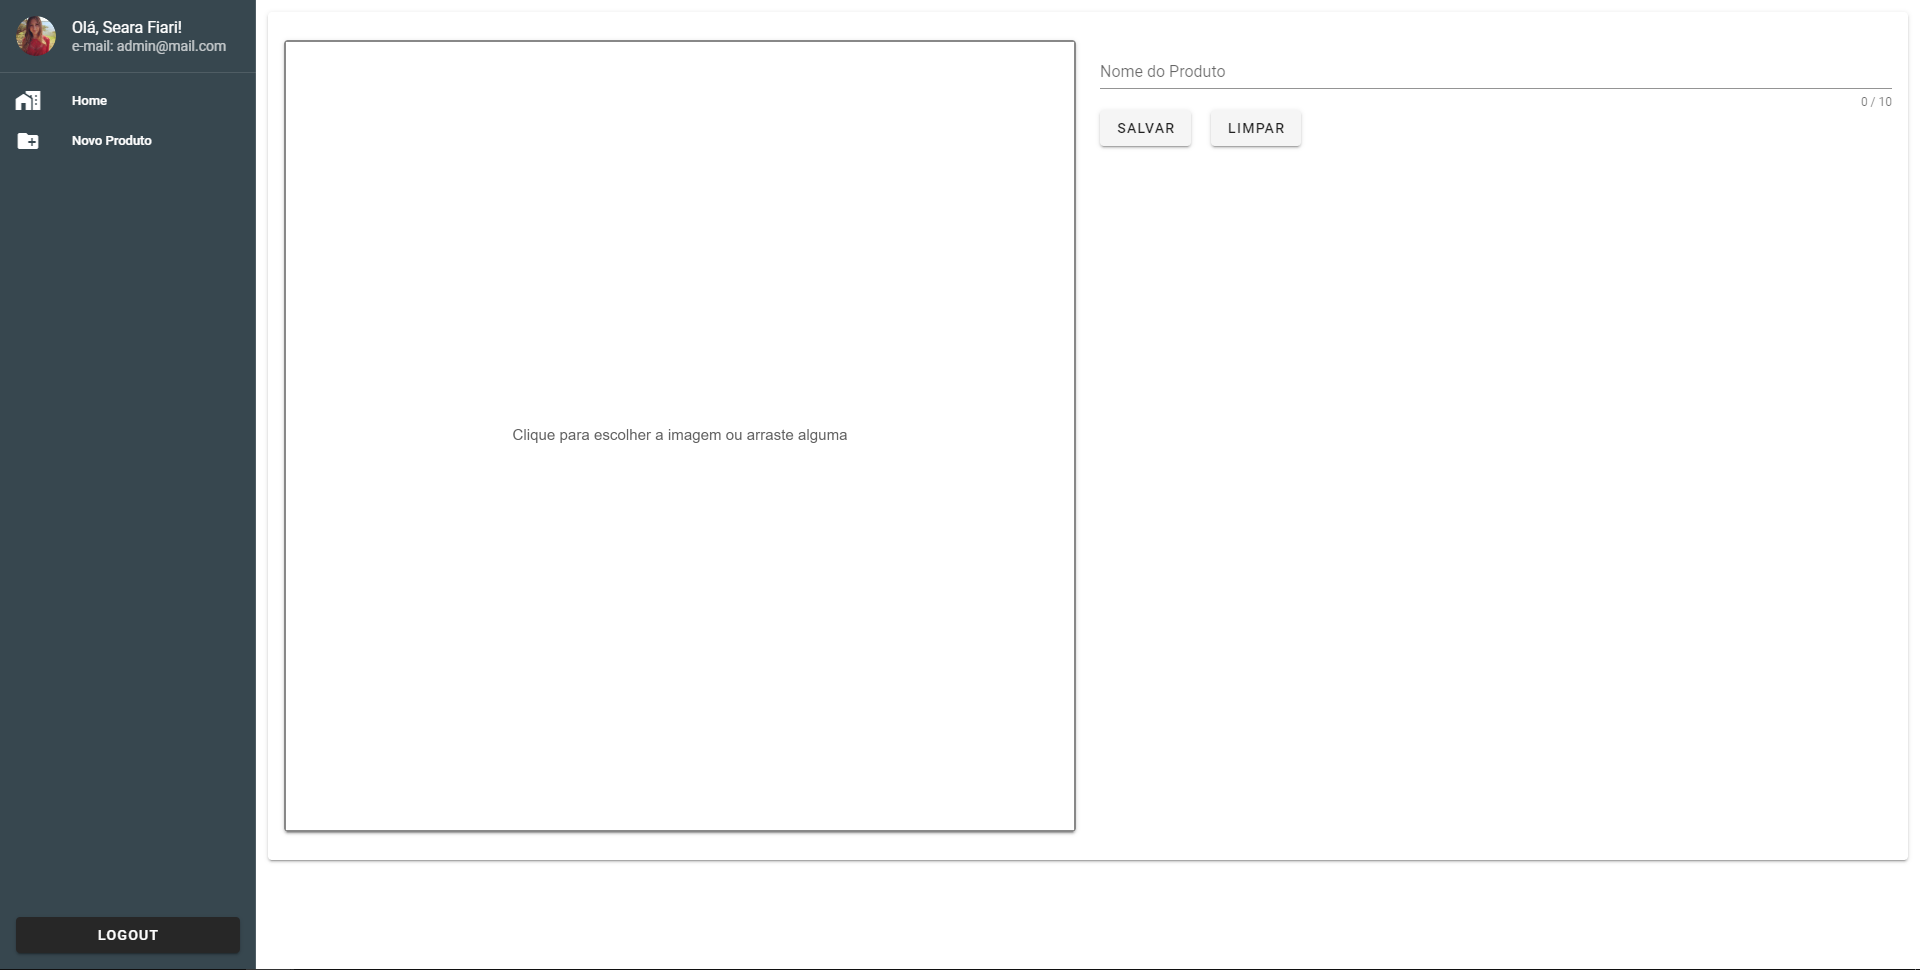 Olá, Seara Fiari!
e-mail: admin@mail.com
Home
Novo Produto
LOGOUT
Clique para escolher a imagem ou arraste alguma
Nome do Produto
0 / 10
SALVAR
LIMPAR